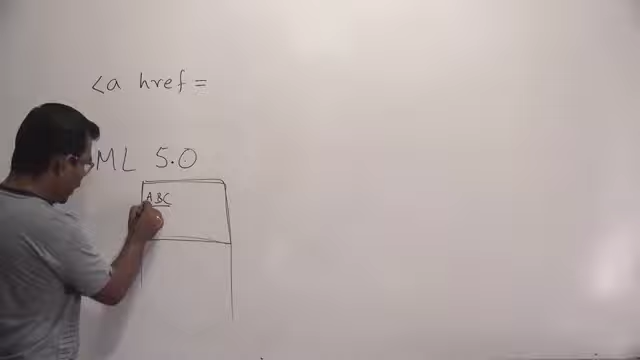 <a href =
ML 5.0
ABC